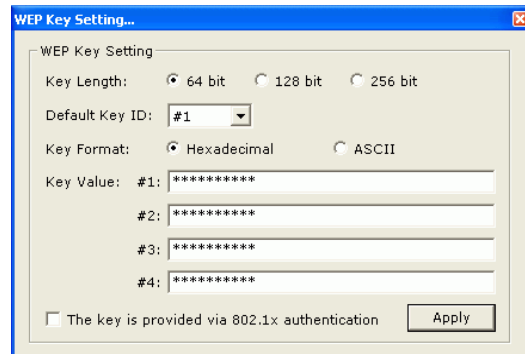 WEP Key Setting...
WEP Key Setting
Key Length: 64 bit 128 bit 256 bit
Default Key ID: #1
Key Format: Hexadecimal ASCII
Key Value: #1: **********
#2: **********
#3: **********
#4: **********
The key is provided via 802.1x authentication Apply